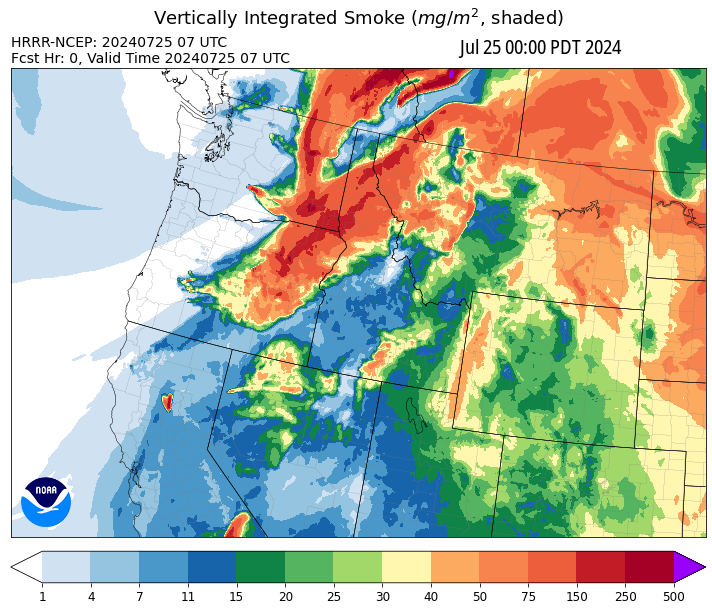 Vertically Integrated Smoke (mg/m², shaded)
HRRR-NCEP: 20240725 07 UTC
Jul 25 00:00 PDT 2024
Fcst Hr: 0, Valid Time 20240725 07 UTC
NOAA
1 4 7 11 15 20 25 30 40 50 75 150 250 500